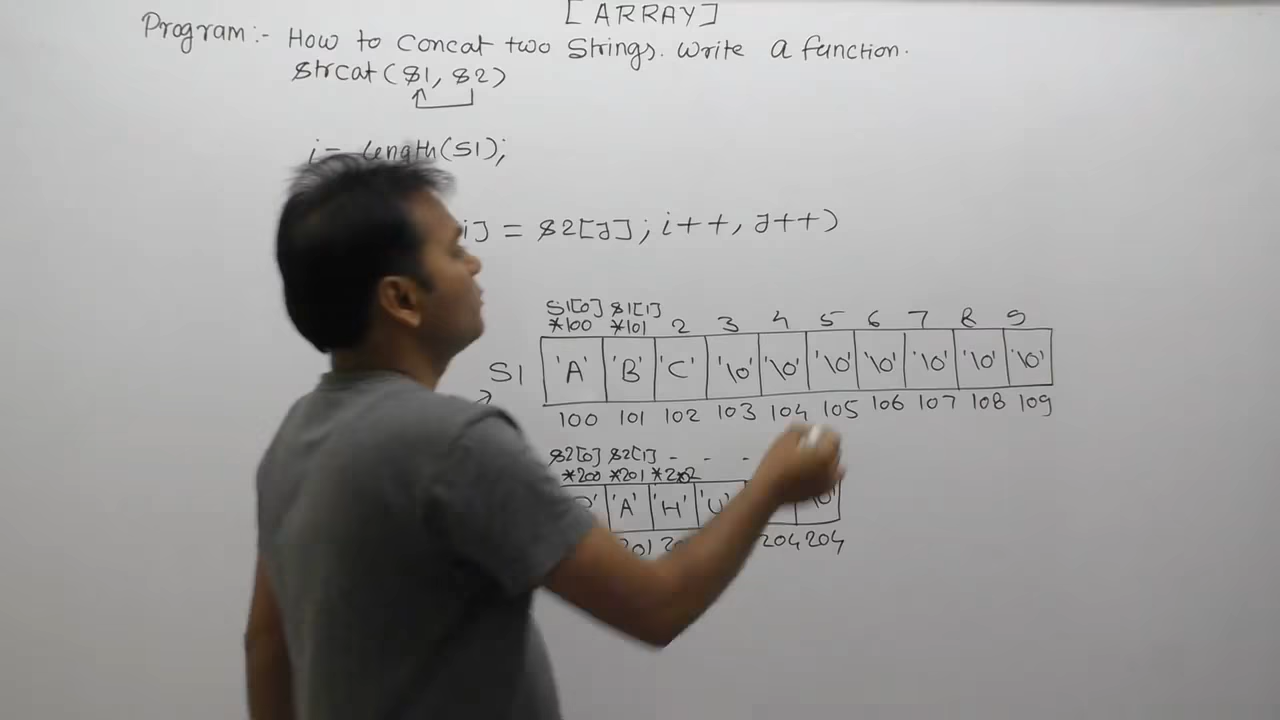 [ARRAY]
Program:- How to Concat two Strings. Write a function.
Strcat(S1, S2)
i= length(S1);
i] = S2[J]; i++, J++)
S1[0] S1[1]
*100 *101 2 3 4 5 6 7 8 9
S1 'A' 'B' 'C' '\0' '\0' '\0' '\0' '\0' '\0' '\0'
100 101 102 103 104 105 106 107 108 109
S2[0] S2[1] - - -
*200 *201 *202
'A' 'H' 'U' '\0'
201 204 204